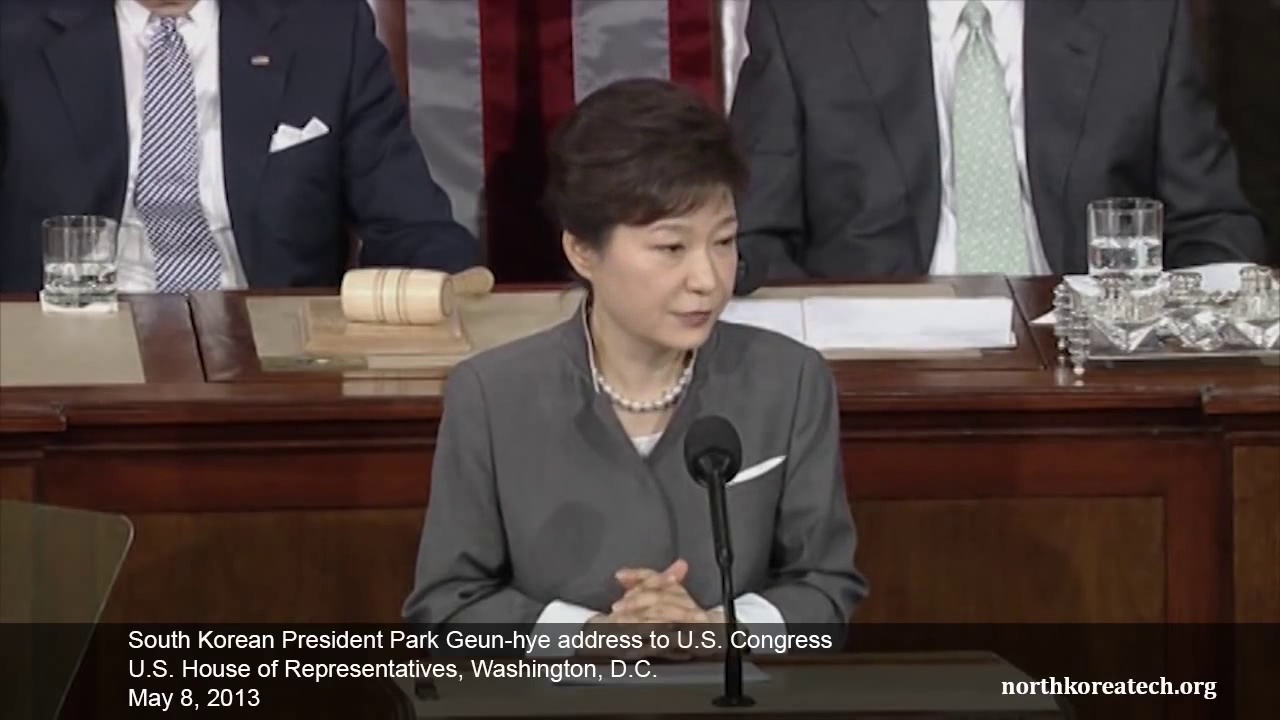 South Korean President Park Geun-hye address to U.S. Congress
U.S. House of Representatives, Washington, D.C.
May 8, 2013
northkoreatech.org